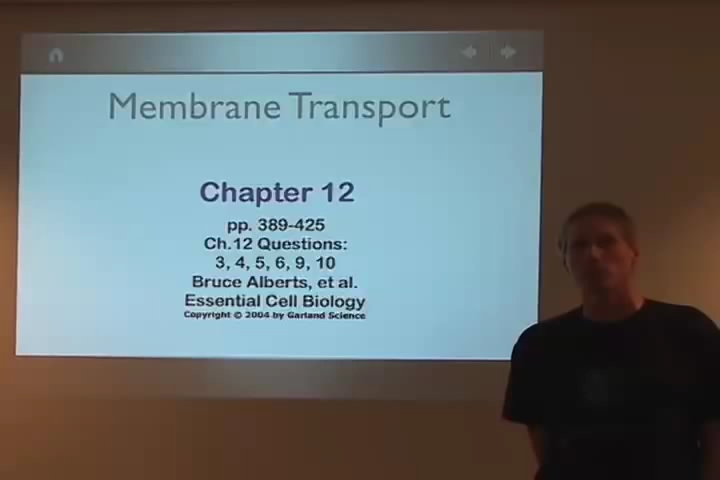 Membrane Transport
Chapter 12
pp. 389-425
Ch.12 Questions:
3, 4, 5, 6, 9, 10
Bruce Alberts, et al.
Essential Cell Biology
Copyright © 2004 by Garland Science